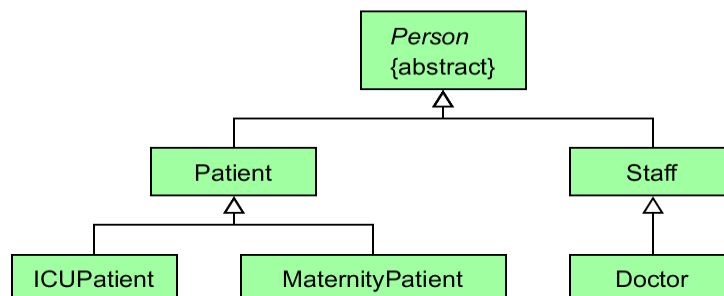 Person
{abstract}
Patient
Staff
ICUPatient
MaternityPatient
Doctor